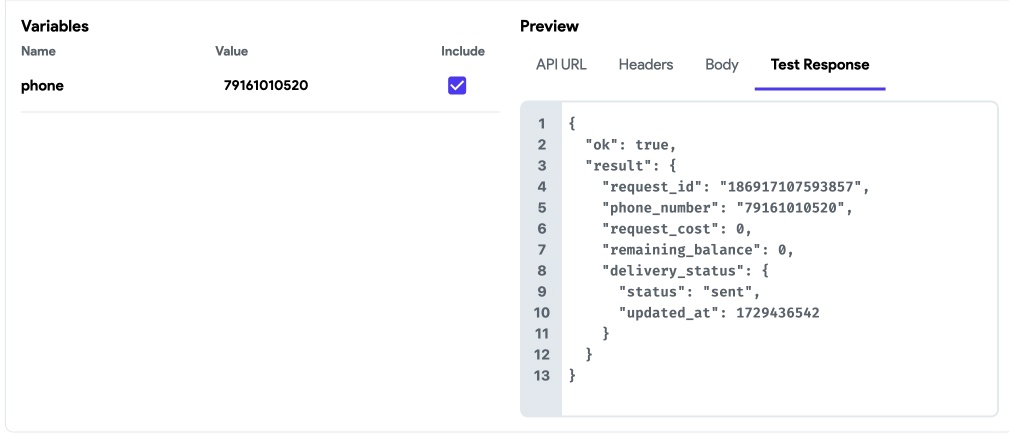 Variables
Name Value Include
phone 79161010520
Preview
API URL Headers Body Test Response
1 {
2 "ok": true,
3 "result": {
4 "request_id": "186917107593857",
5 "phone_number": "79161010520",
6 "request_cost": 0,
7 "remaining_balance": 0,
8 "delivery_status": {
9 "status": "sent",
10 "updated_at": 1729436542
11 }
12 }
13 }